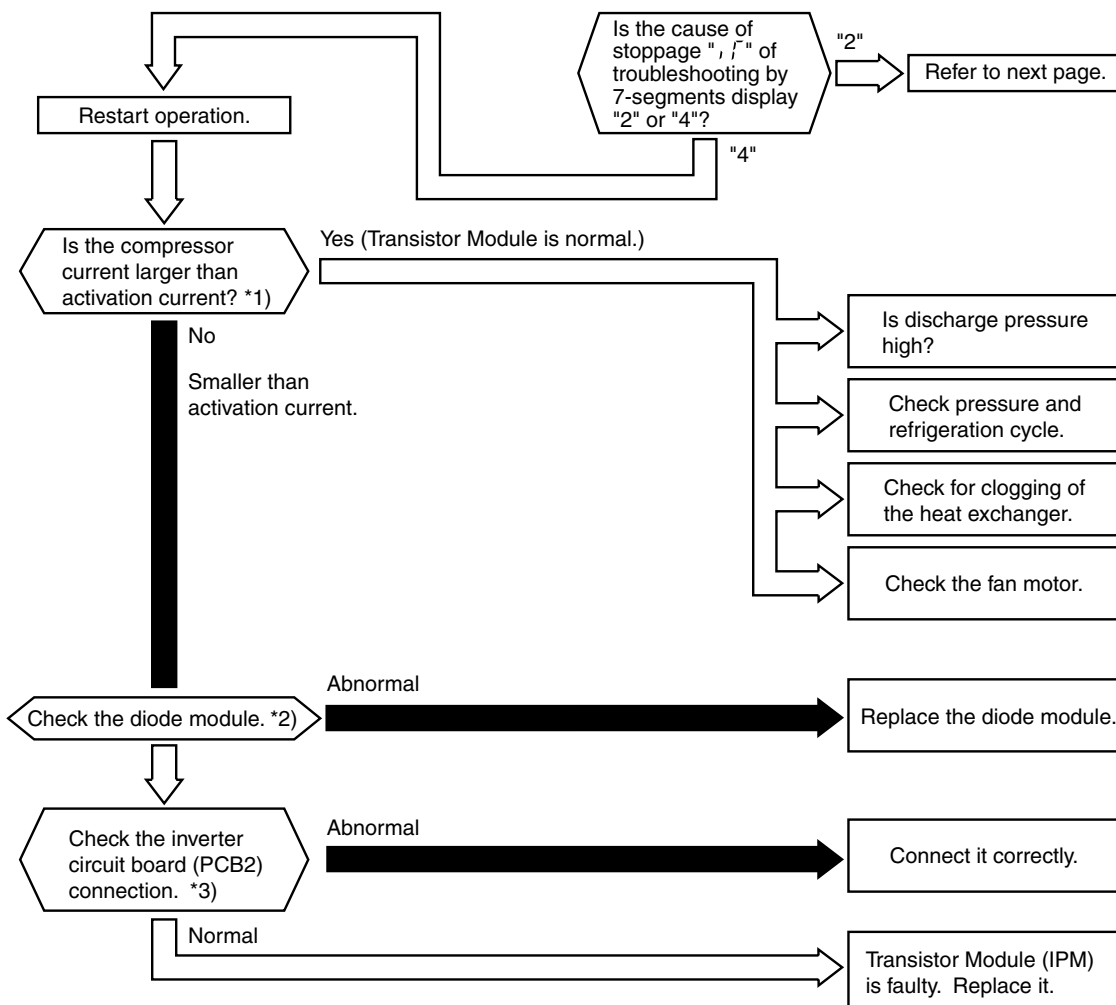 Is the cause of
stoppage " " of
troubleshooting by
7-segments display
"2" or "4"?
"2"
Refer to next page.
"4"
Restart operation.
Is the compressor
current larger than
activation current? *1)
Yes (Transistor Module is normal.)
No
Smaller than
activation current.
Is discharge pressure
high?
Check pressure and
refrigeration cycle.
Check for clogging of
the heat exchanger.
Check the fan motor.
Check the diode module. *2)
Abnormal
Replace the diode module.
Check the inverter
circuit board (PCB2)
connection. *3)
Abnormal
Connect it correctly.
Normal
Transistor Module (IPM)
is faulty. Replace it.